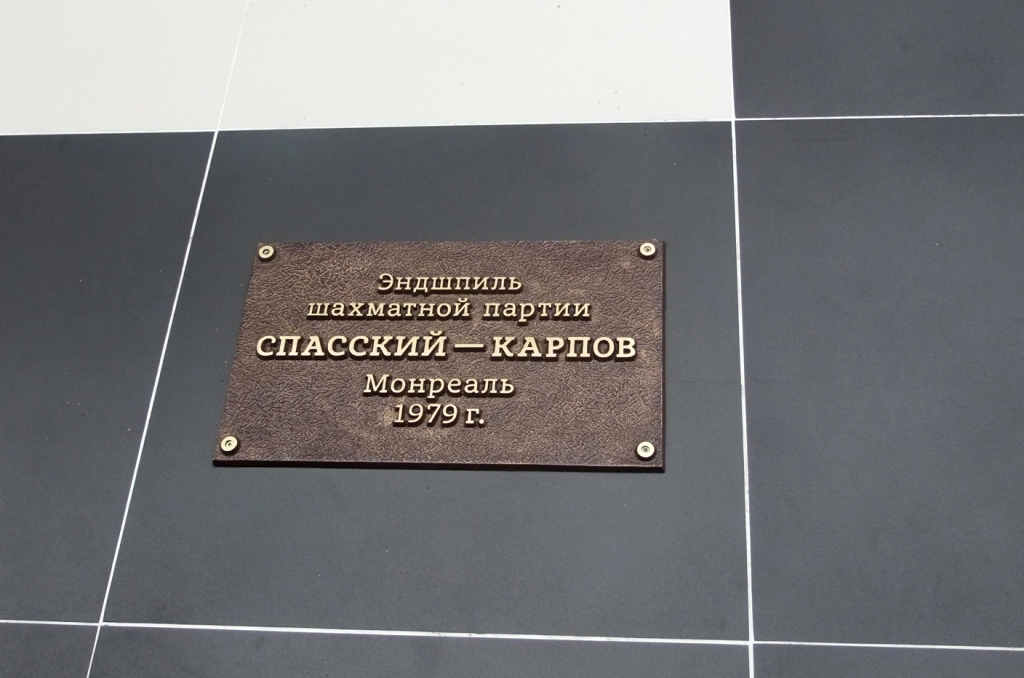 Эндшпиль
шахматной партии
СПАССКИЙ — КАРПОВ
Монреаль
1979 г.